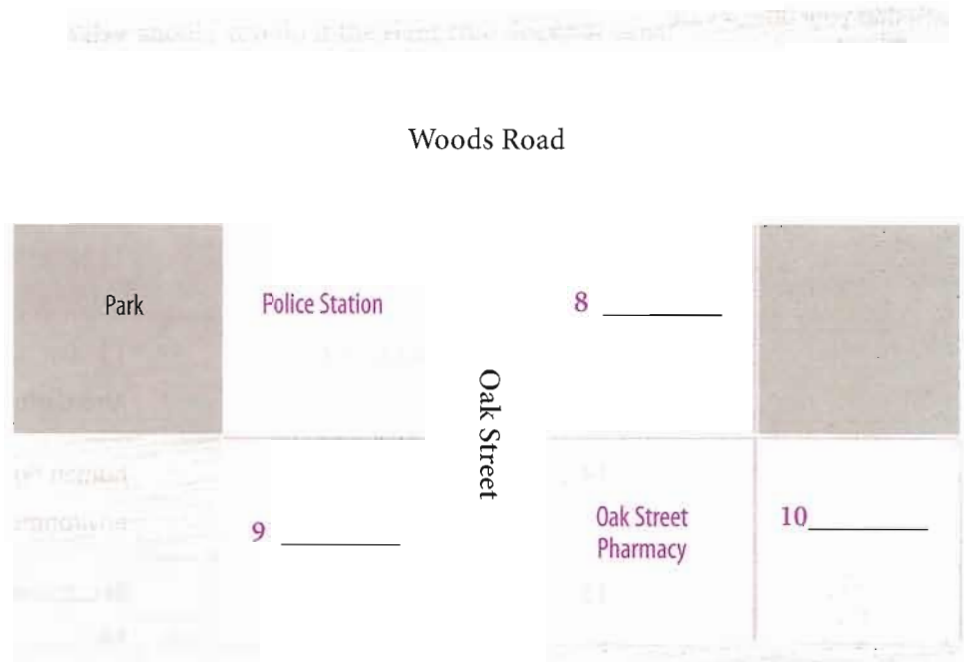 Woods Road
Park
Police Station
8 ________
Oak Street
9 ________
Oak Street
Pharmacy
10 ________